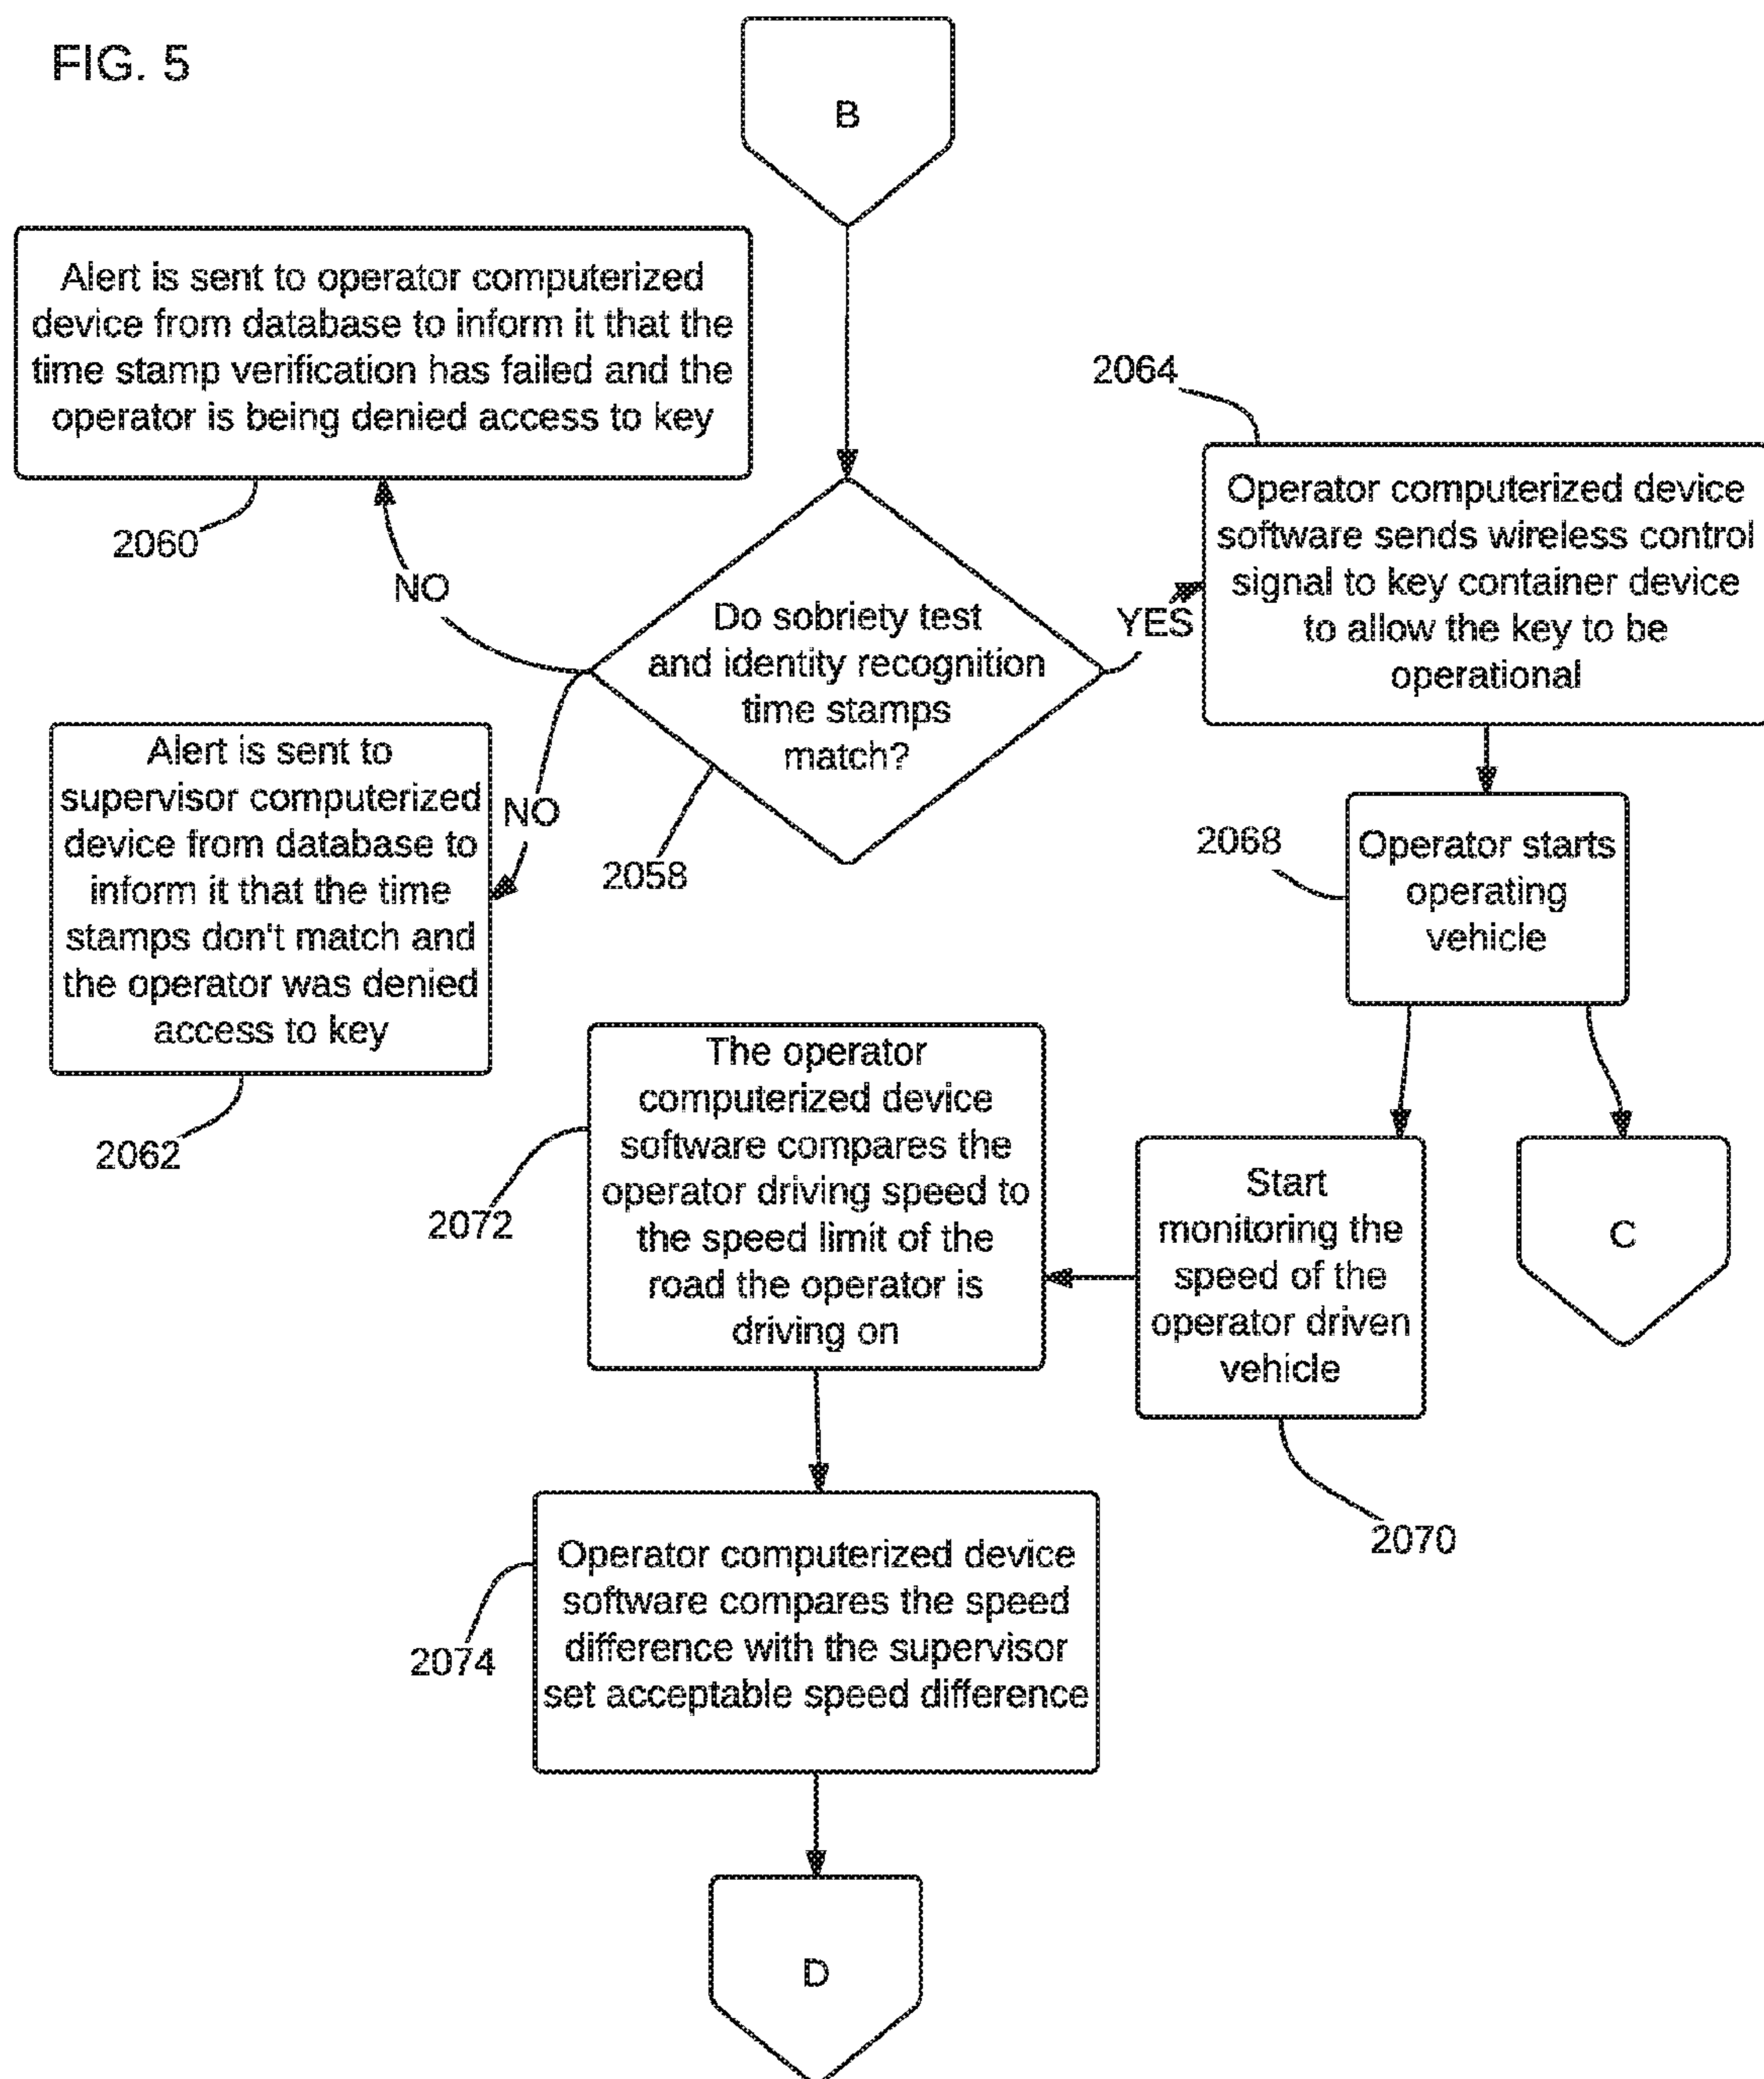 FIG. 5
B
Alert is sent to operator computerized
device from database to inform it that the
time stamp verification has failed and the
operator is being denied access to key
2060
NO
Do sobriety test
and identity recognition
time stamps
match?
2058
YES
2064
Operator computerized device
software sends wireless control
signal to key container device
to allow the key to be
operational
NO
Alert is sent to
supervisor computerized
device from database to
inform it that the time
stamps don't match and
the operator was denied
access to key
2062
2068
Operator starts
operating
vehicle
C
Start
monitoring the
speed of the
operator driven
vehicle
2070
The operator
computerized device
software compares the
operator driving speed to
the speed limit of the
road the operator is
driving on
2072
Operator computerized device
software compares the speed
difference with the supervisor
set acceptable speed difference
2074
D